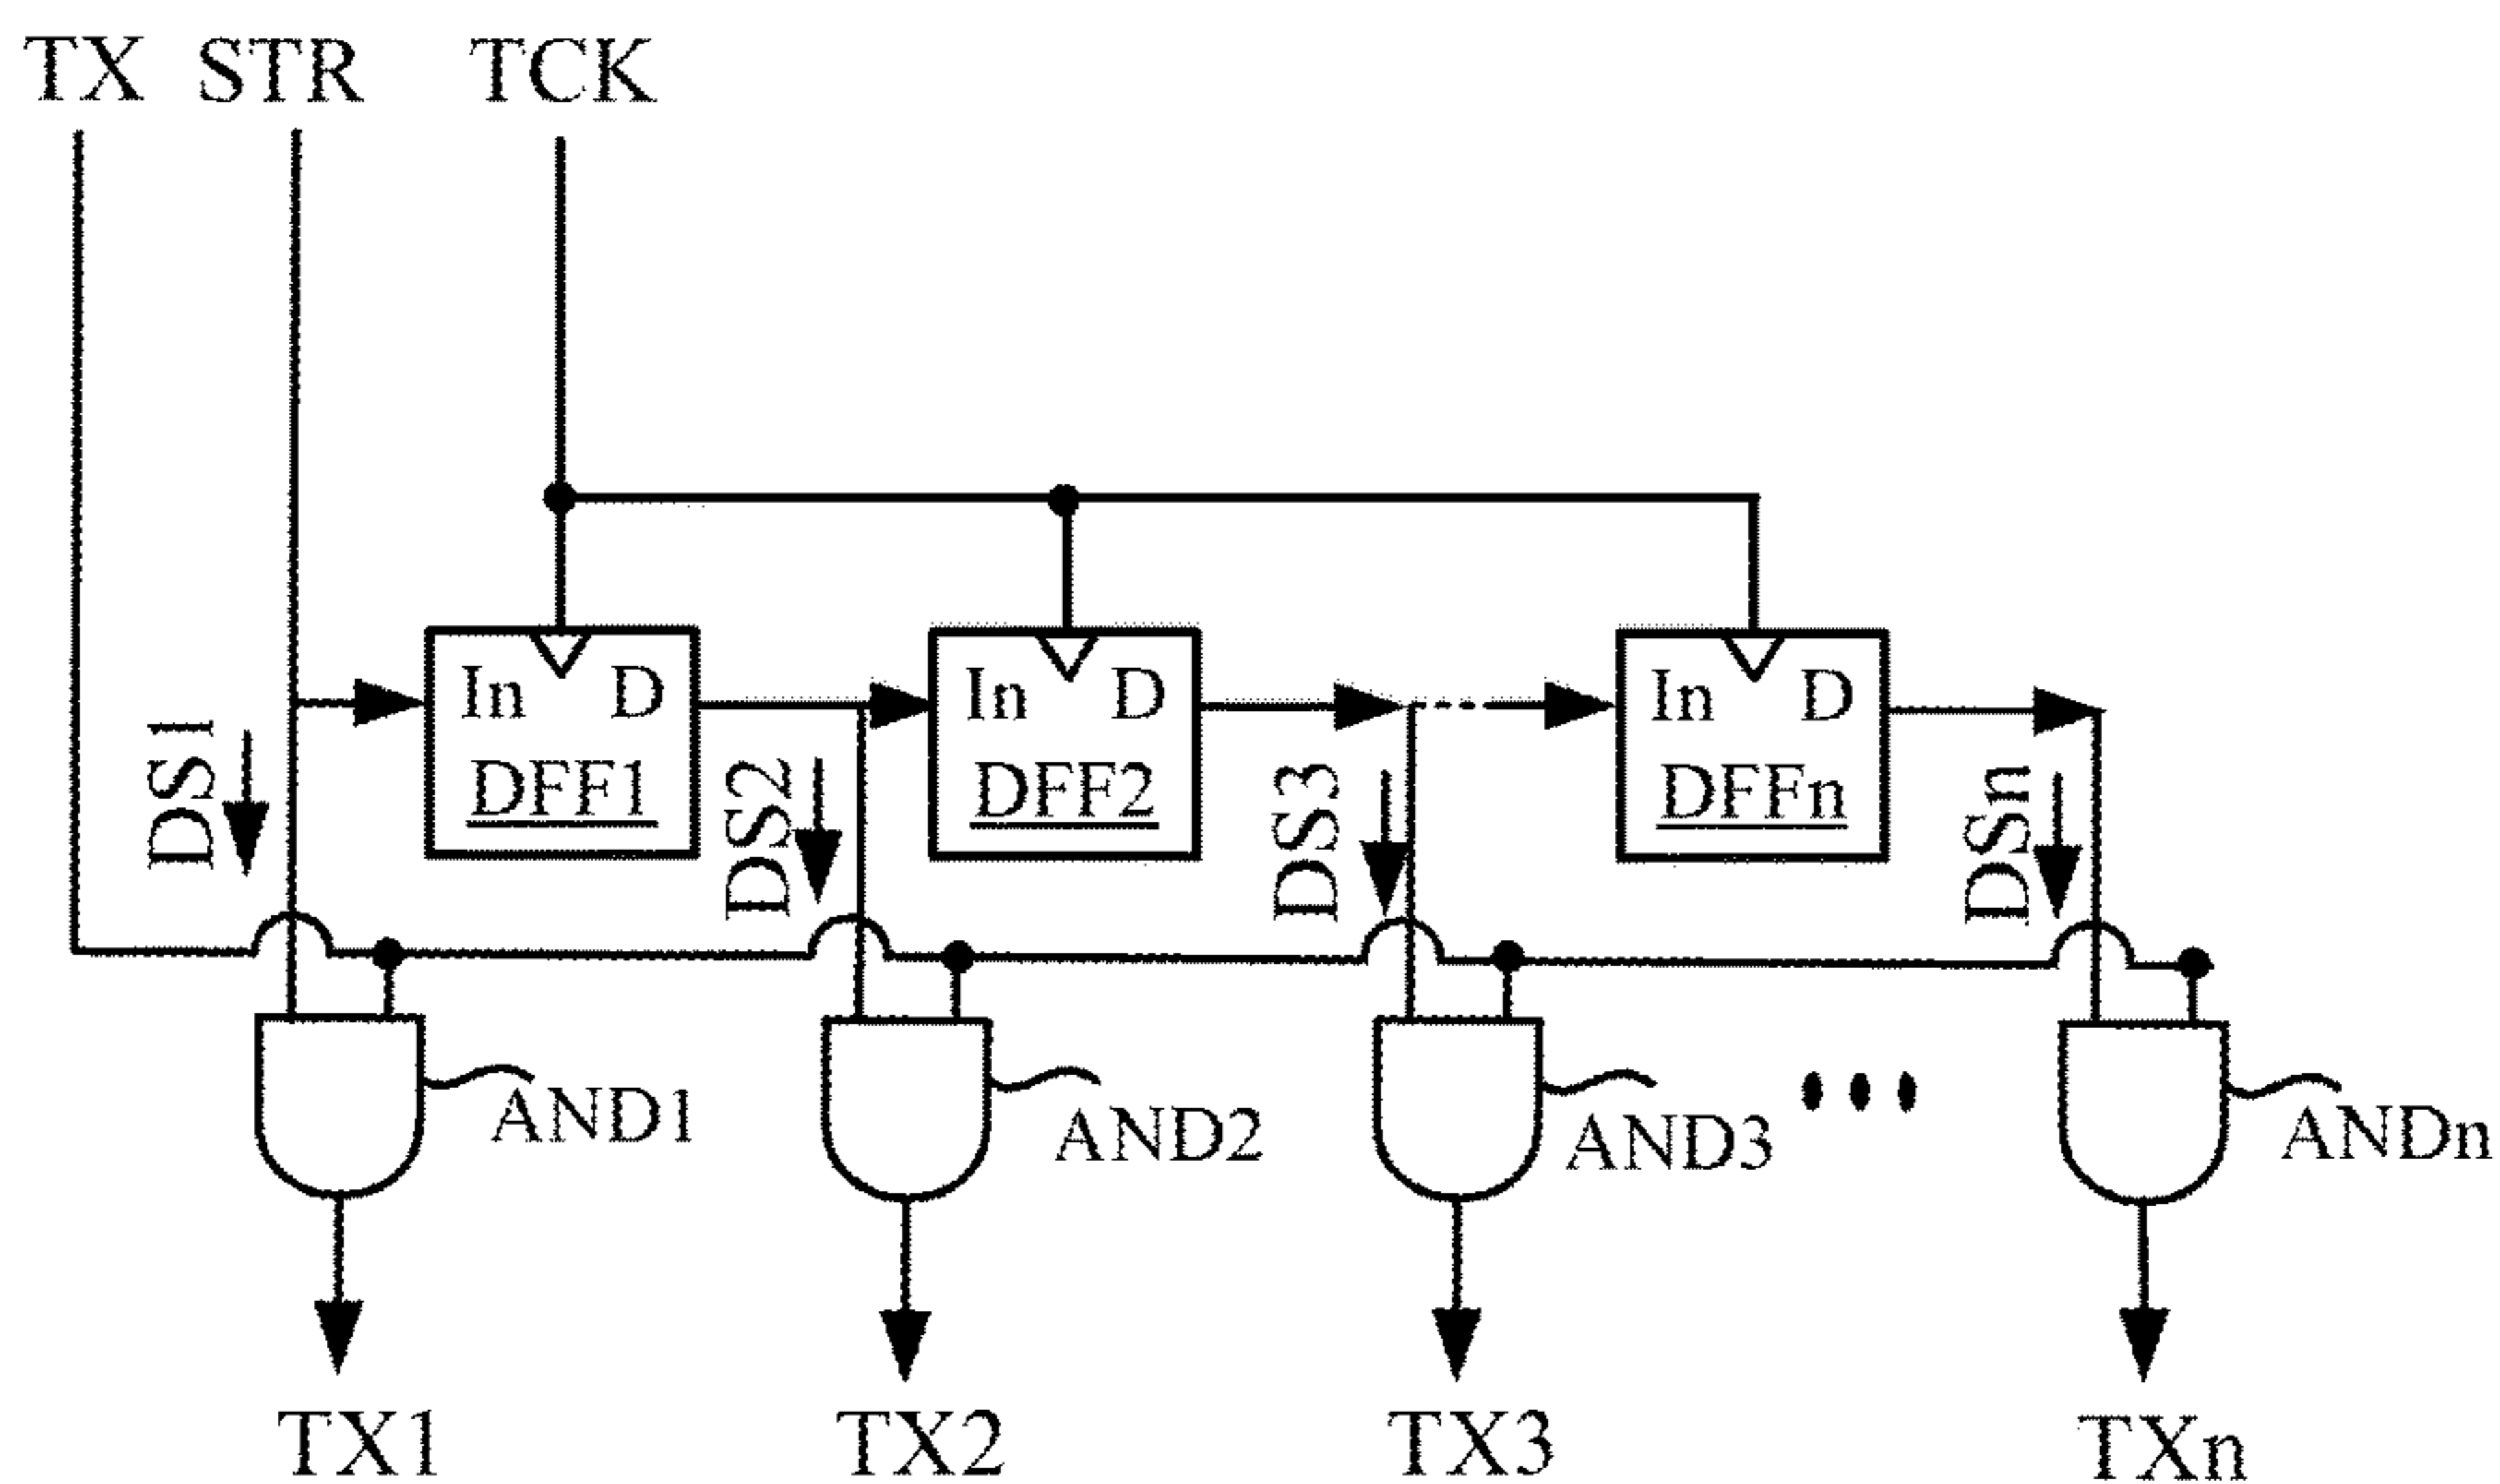 TX STR TCK
In D In D In D
DFF1 DFF2 DFFn
DS1 DS2 DS3 DSn
AND1 AND2 AND3 ANDn
TX1 TX2 TX3 TXn